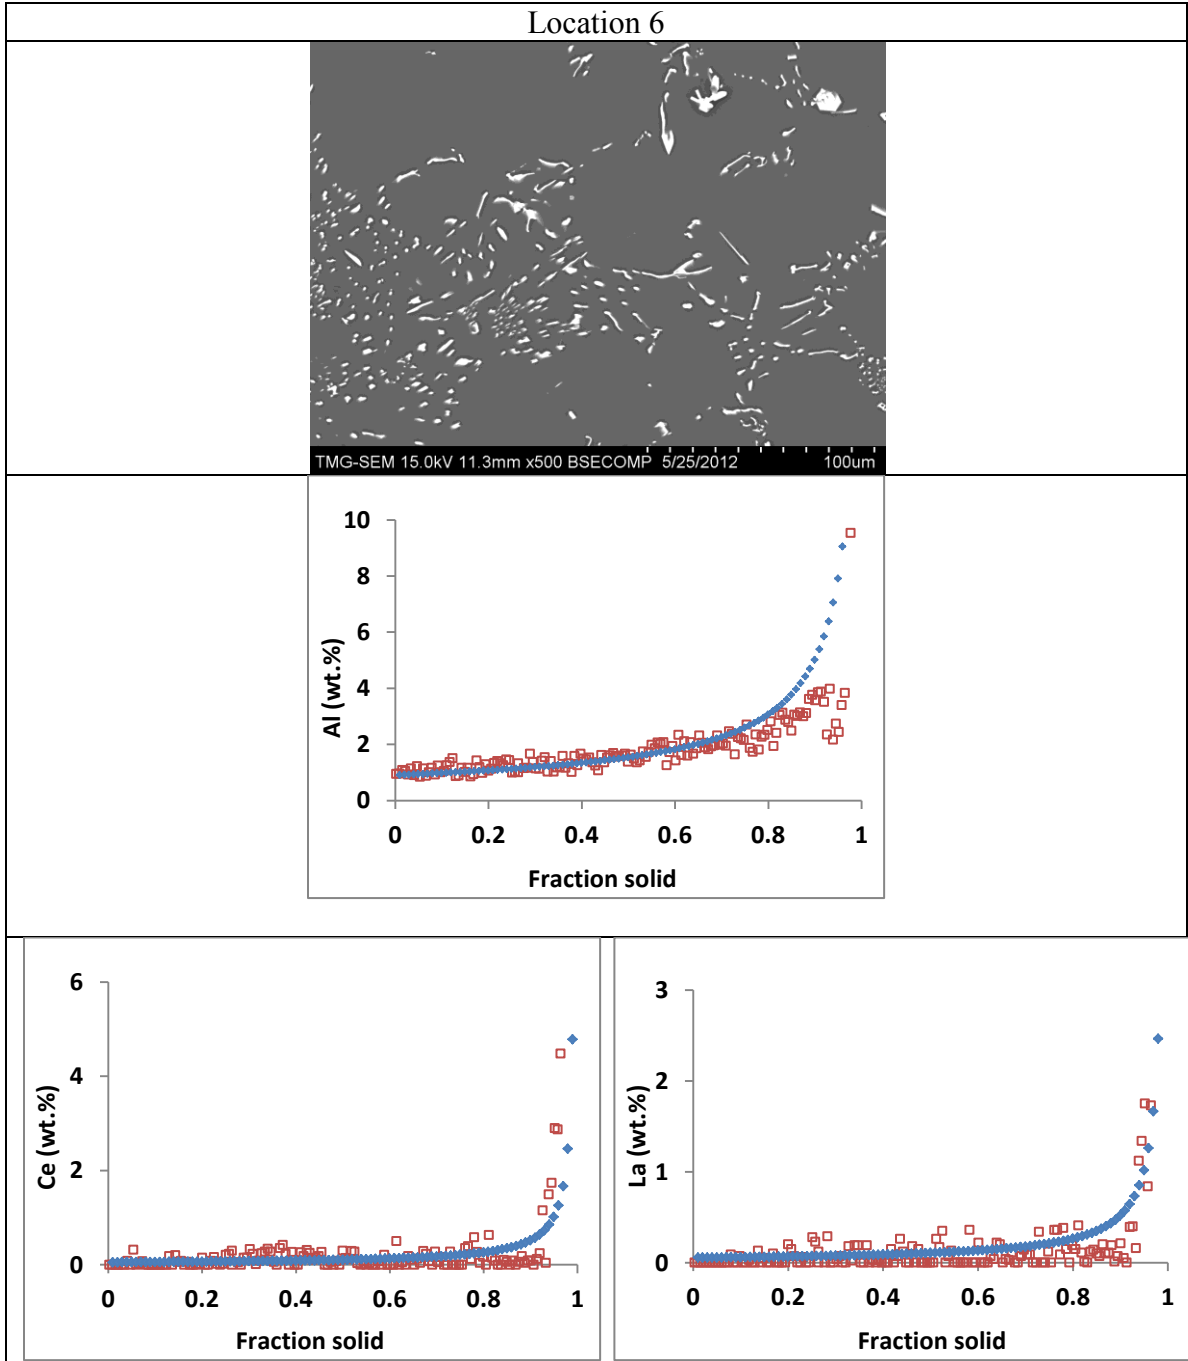 Location 6
TMG-SEM 15.0kV 11.3mm x500 BSECOMP 5/25/2012 100um
10
8
6
4
2
0
Al (wt.%)
0 0.2 0.4 0.6 0.8 1
Fraction solid
6
4
2
0
Ce (wt.%)
0 0.2 0.4 0.6 0.8 1
Fraction solid
3
2
1
0
La (wt.%)
0 0.2 0.4 0.6 0.8 1
Fraction solid